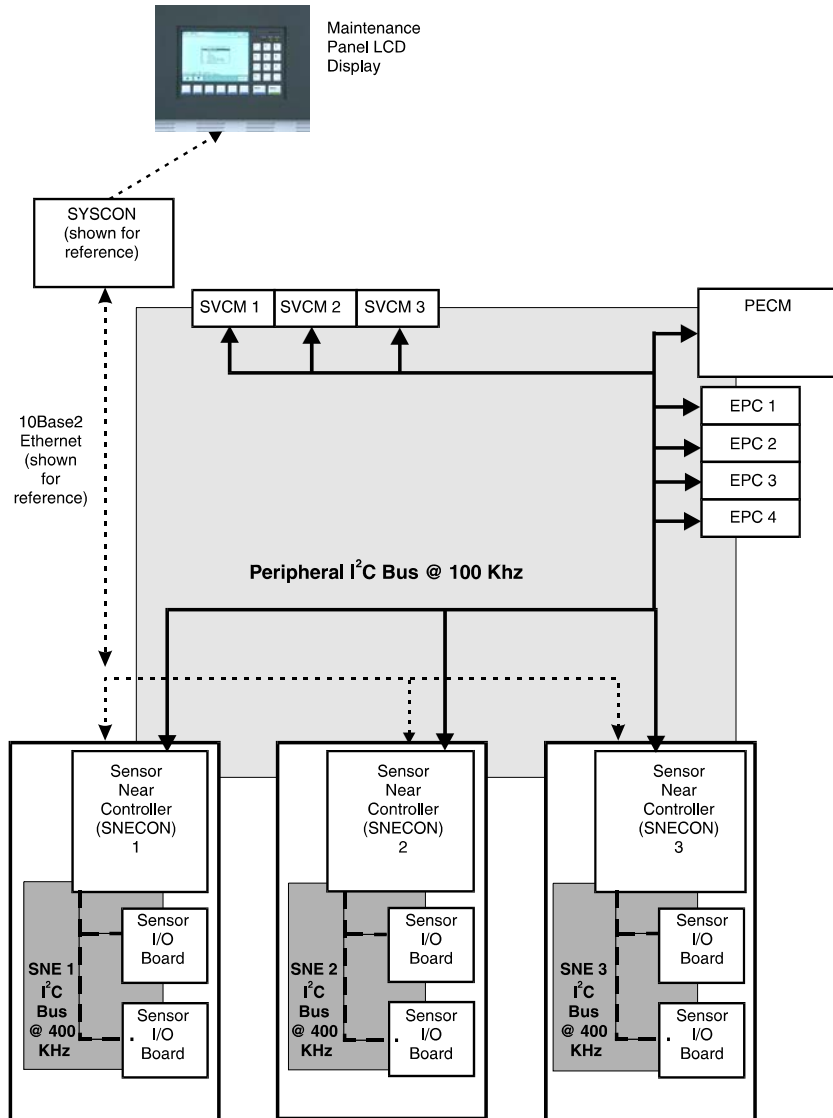 Maintenance
Panel LCD
Display
SYSCON
(shown for
reference)
SVCM 1
SVCM 2
SVCM 3
PECM
EPC 1
EPC 2
EPC 3
EPC 4
10Base2
Ethernet
(shown
for
reference)
Peripheral I²C Bus @ 100 Khz
Sensor
Near
Controller
(SNECON)
1
Sensor
I/O
Board
SNE 1
I²C
Bus
@ 400
KHz
Sensor
I/O
Board
Sensor
Near
Controller
(SNECON)
2
Sensor
I/O
Board
SNE 2
I²C
Bus
@ 400
KHz
Sensor
I/O
Board
Sensor
Near
Controller
(SNECON)
3
Sensor
I/O
Board
SNE 3
I²C
Bus
@ 400
KHz
Sensor
I/O
Board